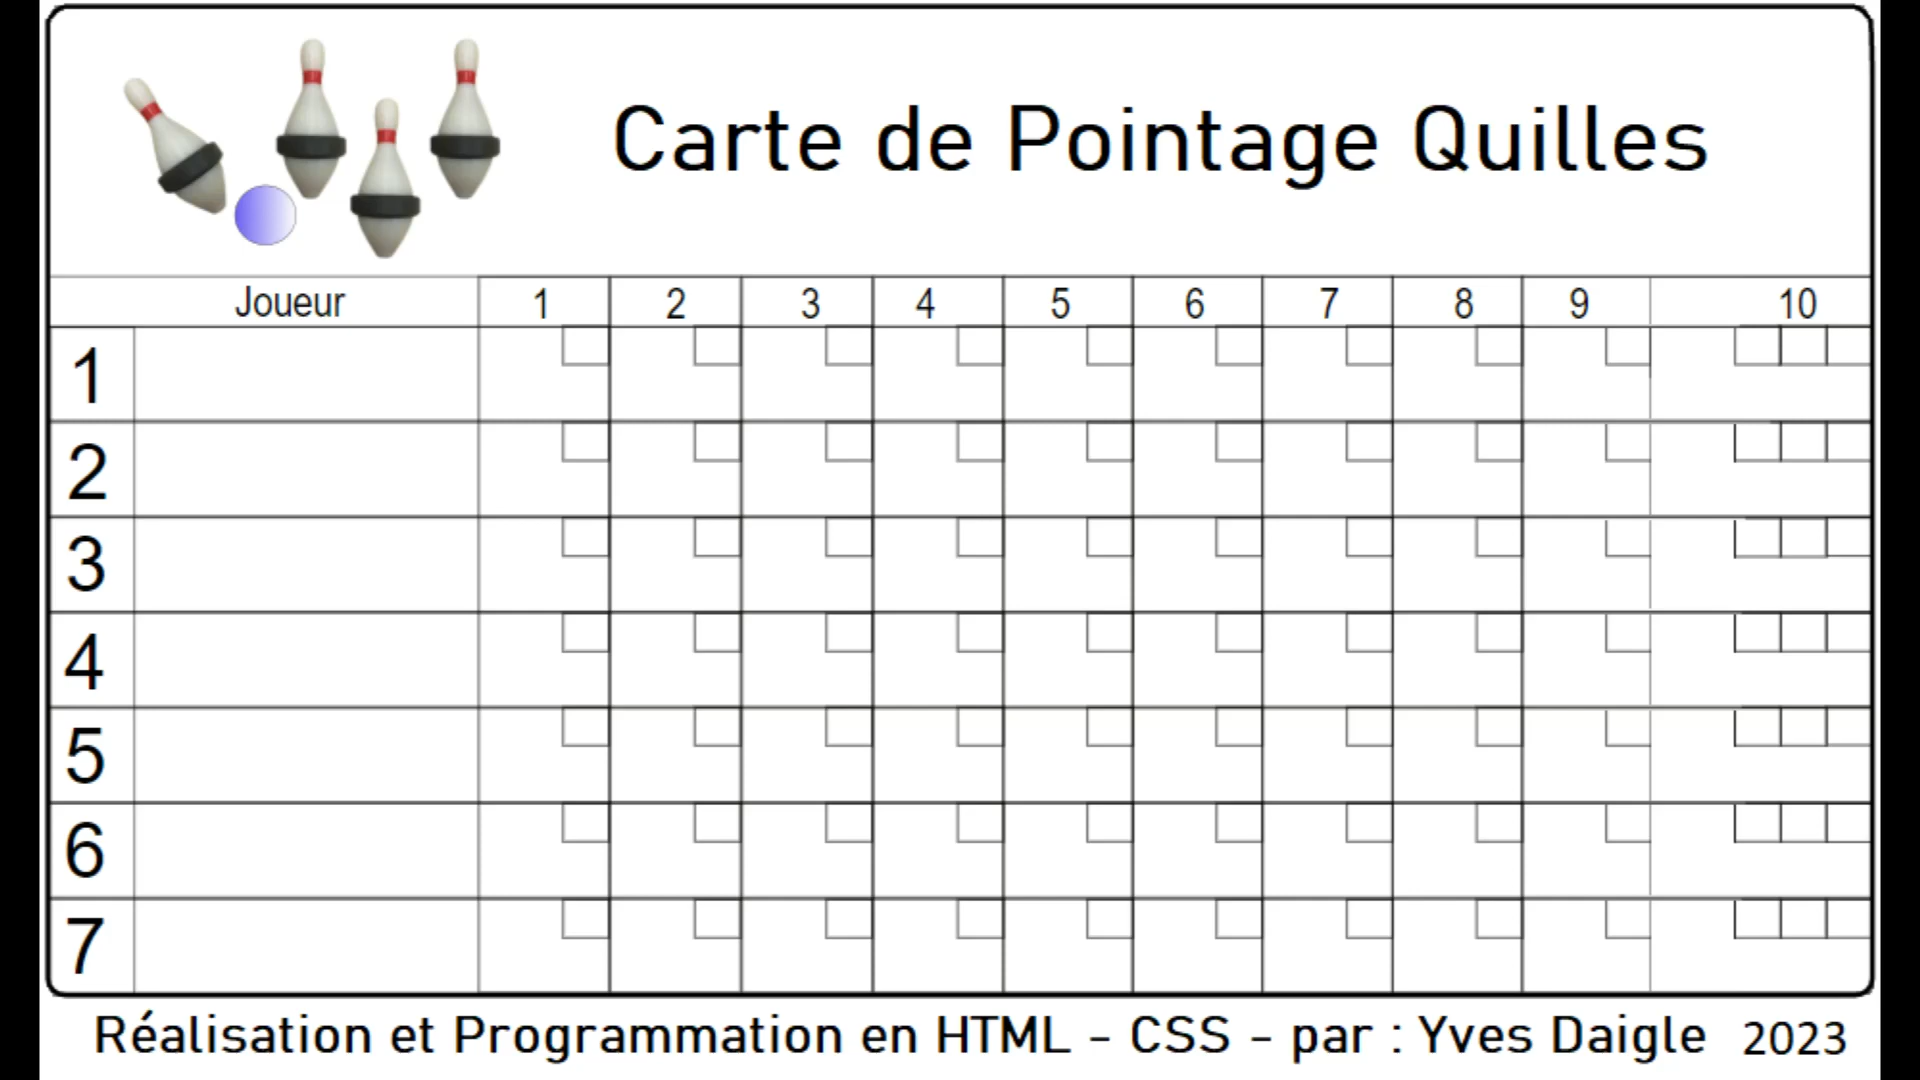 Carte de Pointage Quilles
Joueur 1 2 3 4 5 6 7 8 9 10
1
2
3
4
5
6
7
Réalisation et Programmation en HTML - CSS - par : Yves Daigle 2023